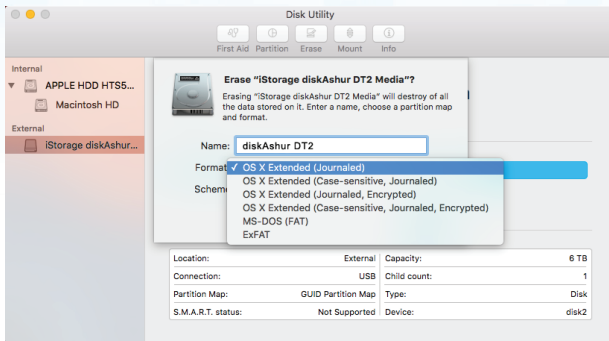 Disk Utility
First Aid Partition Erase Mount Info
Internal
APPLE HDD HTS5...
Macintosh HD
External
iStorage diskAshur...
Erase “iStorage diskAshur DT2 Media”?
Erasing “iStorage diskAshur DT2 Media” will destroy of all
the data stored on it. Enter a name, choose a partition map
and format.
Name: diskAshur DT2
Format ✓ OS X Extended (Journaled)
OS X Extended (Case-sensitive, Journaled)
Schem OS X Extended (Journaled, Encrypted)
OS X Extended (Case-sensitive, Journaled, Encrypted)
MS-DOS (FAT)
ExFAT
Location: External Capacity: 6 TB
Connection: USB Child count: 1
Partition Map: GUID Partition Map Type: Disk
S.M.A.R.T. status: Not Supported Device: disk2